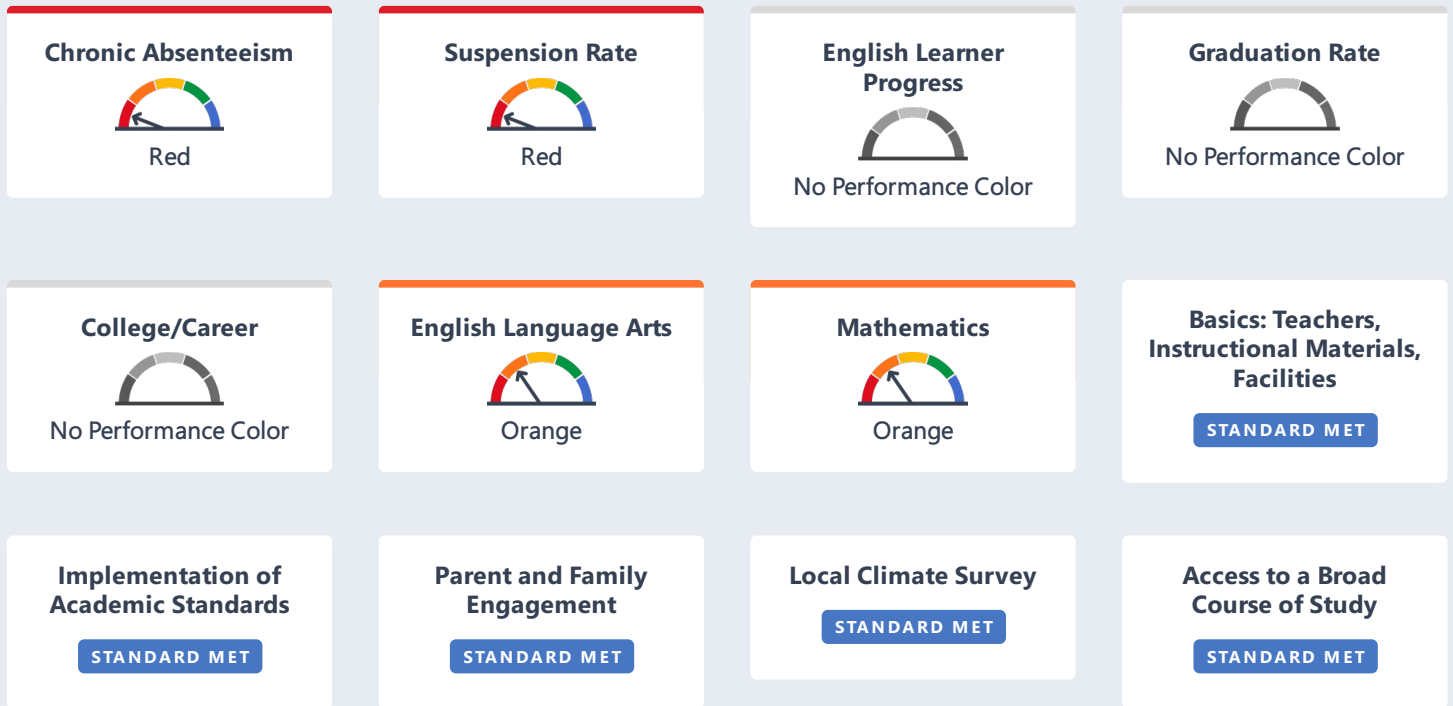 Chronic Absenteeism
Red
Suspension Rate
Red
English Learner
Progress
No Performance Color
Graduation Rate
No Performance Color
College/Career
No Performance Color
English Language Arts
Orange
Mathematics
Orange
Basics: Teachers,
Instructional Materials,
Facilities
STANDARD MET
Implementation of
Academic Standards
STANDARD MET
Parent and Family
Engagement
STANDARD MET
Local Climate Survey
STANDARD MET
Access to a Broad
Course of Study
STANDARD MET